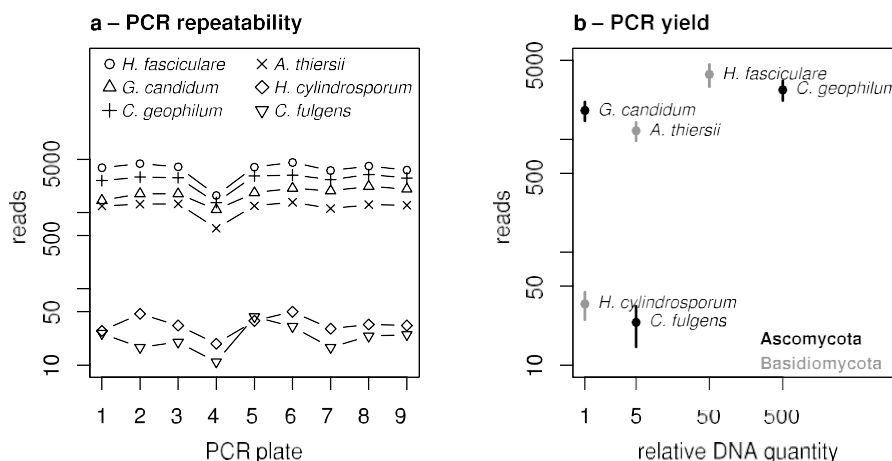 a – PCR repeatability
H. fasciculare
G. candidum
C. geophilum
A. thiersii
H. cylindrosporum
C. fulgens
reads
5000
500
50
10
1 2 3 4 5 6 7 8 9
PCR plate
b – PCR yield
H. fasciculare
C. geophilum
G. candidum
A. thiersii
H. cylindrosporum
C. fulgens
Ascomycota
Basidiomycota
reads
5000
500
50
10
1 5 50 500
relative DNA quantity